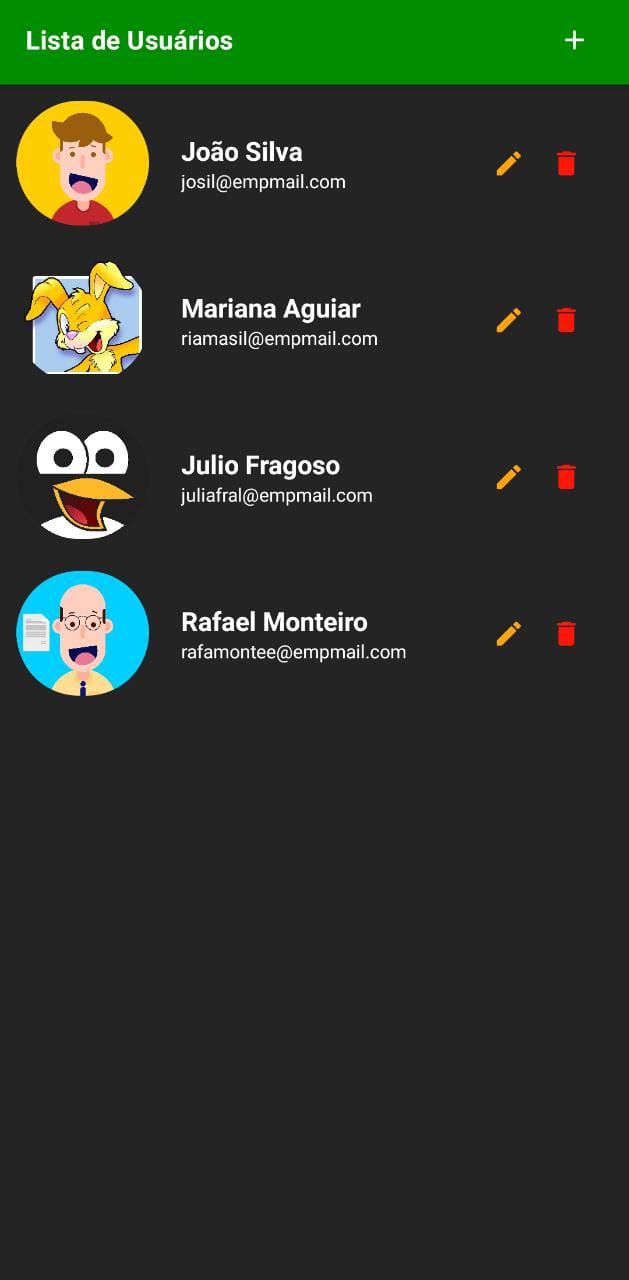 Lista de Usuários
João Silva
josil@empmail.com
Mariana Aguiar
riamasil@empmail.com
Julio Fragoso
juliafral@empmail.com
Rafael Monteiro
rafamontee@empmail.com